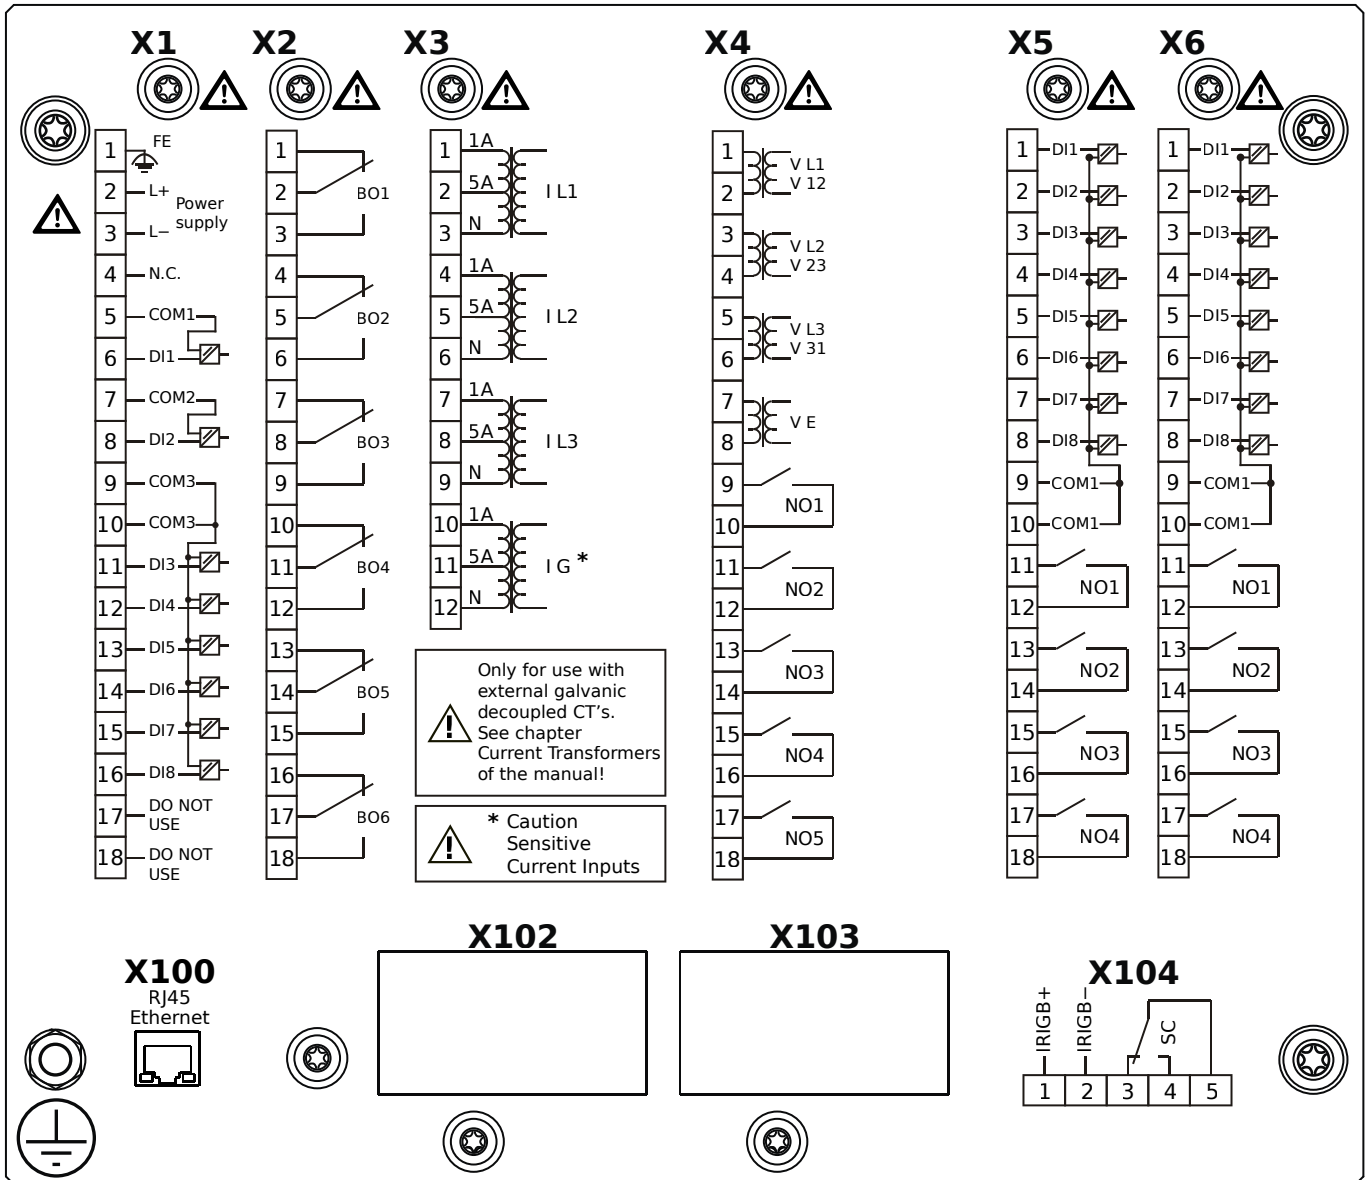 X1
X2
X3
X4
X5
X6
1 FE
2 L+
Power
supply
3 L−
4 N.C.
5 COM1
6 DI1
7 COM2
8 DI2
9 COM3
10 COM3
11 DI3
12 DI4
13 DI5
14 DI6
15 DI7
16 DI8
17 DO NOT
USE
18 DO NOT
USE
1
2 BO1
3
4
5 BO2
6
7
8 BO3
9
10
11 BO4
12
13
14 BO5
15
16
17 BO6
18
1 1A
2 5A I L1
3 N
4 1A
5 5A I L2
6 N
7 1A
8 5A I L3
9 N
10 1A
11 5A I G *
12 N
Only for use with
external galvanic
decoupled CT's.
See chapter
Current Transformers
of the manual!
* Caution
Sensitive
Current Inputs
1 V L1
2 V 12
3 V L2
4 V 23
5 V L3
6 V 31
7
V E
8
9
NO1
10
11
NO2
12
13
NO3
14
15
NO4
16
17
NO5
18
1 DI1
2 DI2
3 DI3
4 DI4
5 DI5
6 DI6
7 DI7
8 DI8
9 COM1
10 COM1
11
NO1
12
13
NO2
14
15
NO3
16
17
NO4
18
1 DI1
2 DI2
3 DI3
4 DI4
5 DI5
6 DI6
7 DI7
8 DI8
9 COM1
10 COM1
11
NO1
12
13
NO2
14
15
NO3
16
17
NO4
18
X100
RJ45
Ethernet
X102
X103
X104
IRIGB+
IRIGB−
SC
1 2 3 4 5